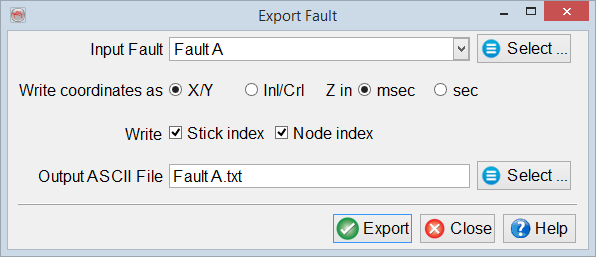 Export Fault
Input Fault Fault A Select ...
Write coordinates as X/Y Inl/Crl Z in msec sec
Write Stick index Node index
Output ASCII File Fault A.txt Select ...
Export Close Help